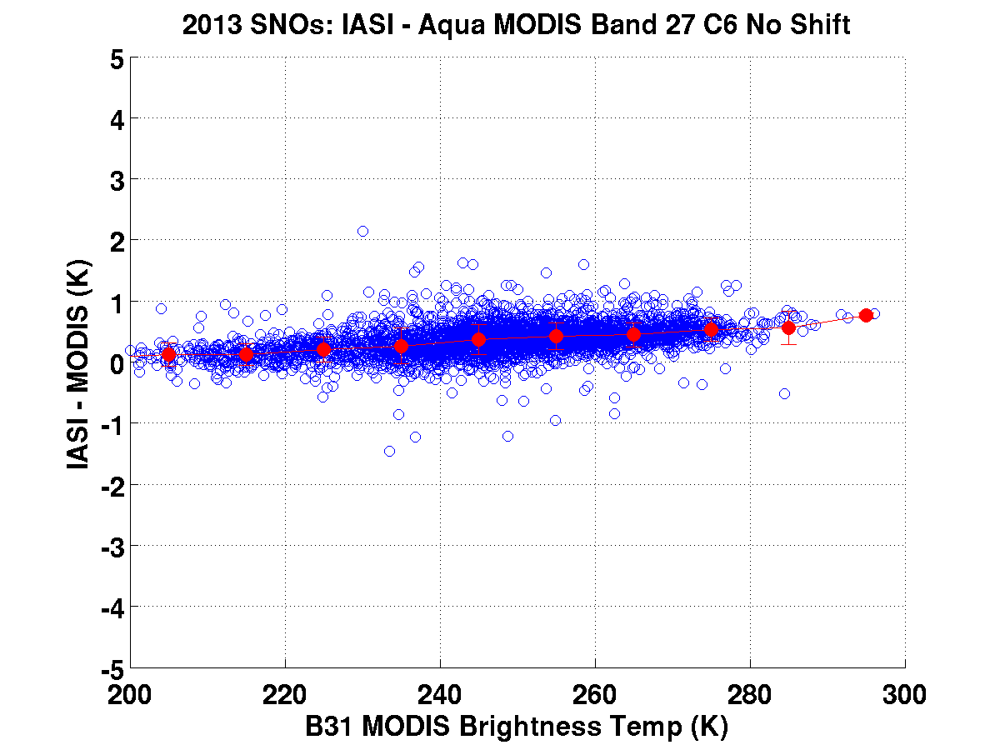 2013 SNOs: IASI - Aqua MODIS Band 27 C6 No Shift
5
4
3
2
1
0
-1
-2
-3
-4
-5
IASI - MODIS (K)
200 220 240 260 280 300
B31 MODIS Brightness Temp (K)